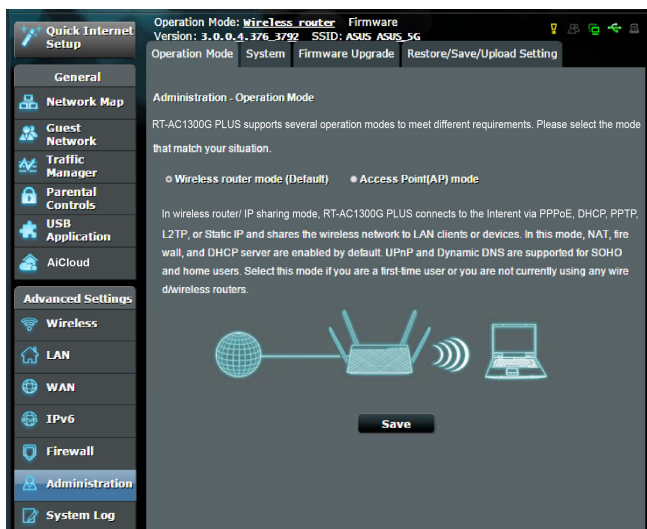 Quick Internet
Setup
General
Network Map
Guest
Network
Traffic
Manager
Parental
Controls
USB
Application
AiCloud
Advanced Settings
Wireless
LAN
WAN
IPv6
Firewall
Administration
System Log
Operation Mode: Wireless router Firmware
Version: 3.0.0.4.376_3792 SSID: ASUS ASUS_5G
Operation Mode System Firmware Upgrade Restore/Save/Upload Setting
Administration - Operation Mode
RT-AC1300G PLUS supports several operation modes to meet different requirements. Please select the mode
that match your situation.
Wireless router mode (Default) Access Point(AP) mode
In wireless router/ IP sharing mode, RT-AC1300G PLUS connects to the Interent via PPPoE, DHCP, PPTP,
L2TP, or Static IP and shares the wireless network to LAN clients or devices. In this mode, NAT, fire
wall, and DHCP server are enabled by default. UPnP and Dynamic DNS are supported for SOHO
and home users. Select this mode if you are a first-time user or you are not currently using any wire
d/wireless routers.
Save